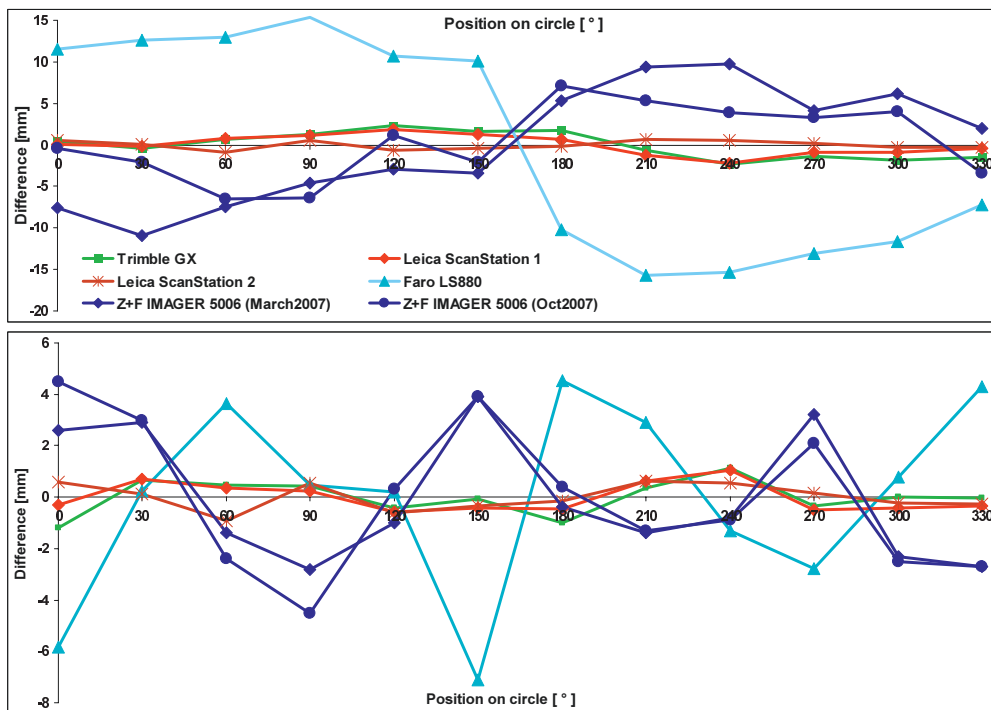 Position on circle [ ° ]
Difference [mm]
15
10
5
0
-5
-10
-15
-20
0 30 60 90 120 150 180 210 240 270 300 330
Trimble GX
Leica ScanStation 1
Leica ScanStation 2
Faro LS880
Z+F IMAGER 5006 (March2007)
Z+F IMAGER 5006 (Oct2007)
Difference [mm]
6
4
2
0
-2
-4
-6
-8
0 30 60 90 120 150 180 210 240 270 300 330
Position on circle [ ° ]